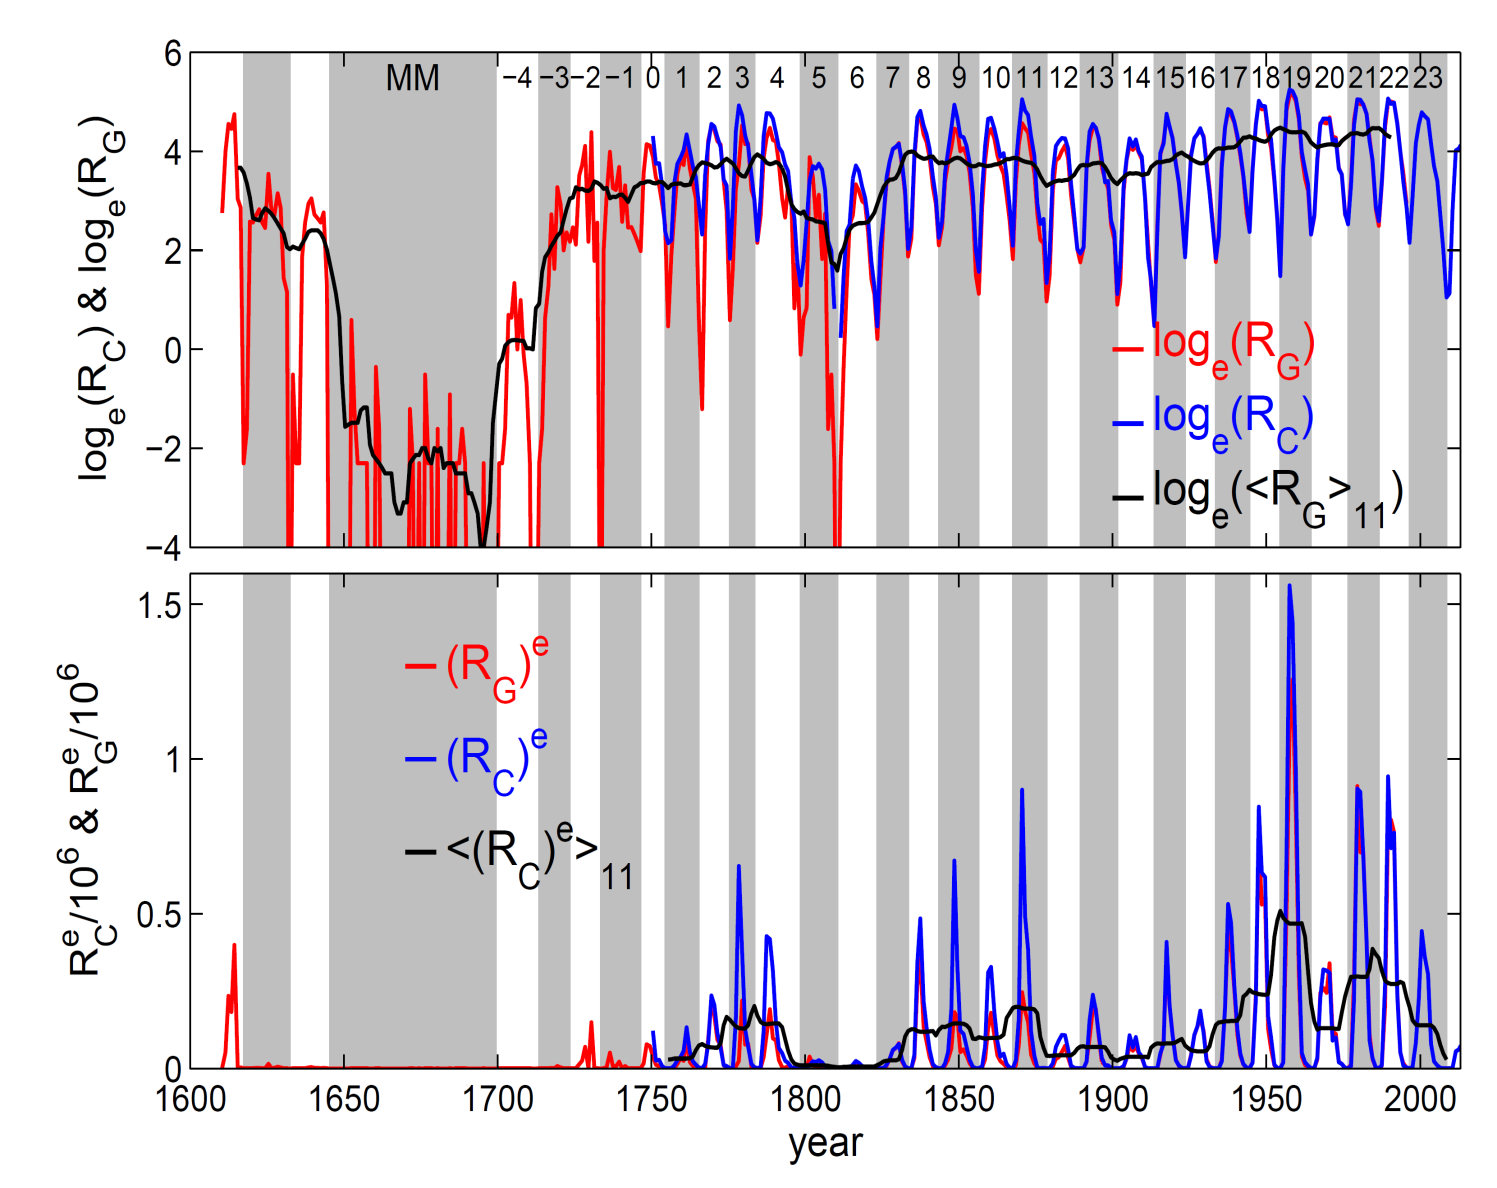 6
4
2
0
−2
−4
log_e(R_C) & log_e(R_G)
MM −4 −3 −2 −1 0 1 2 3 4 5 6 7 8 9 10 11 12 13 14 15 16 17 18 19 20 21 22 23
log_e(R_G)
log_e(R_C)
log_e(<R_G>_11)
1.5
1
0.5
0
R_C^e/10^6 & R_G^e/10^6
(R_G)^e
(R_C)^e
<(R_C)^e>_11
1600 1650 1700 1750 1800 1850 1900 1950 2000
year